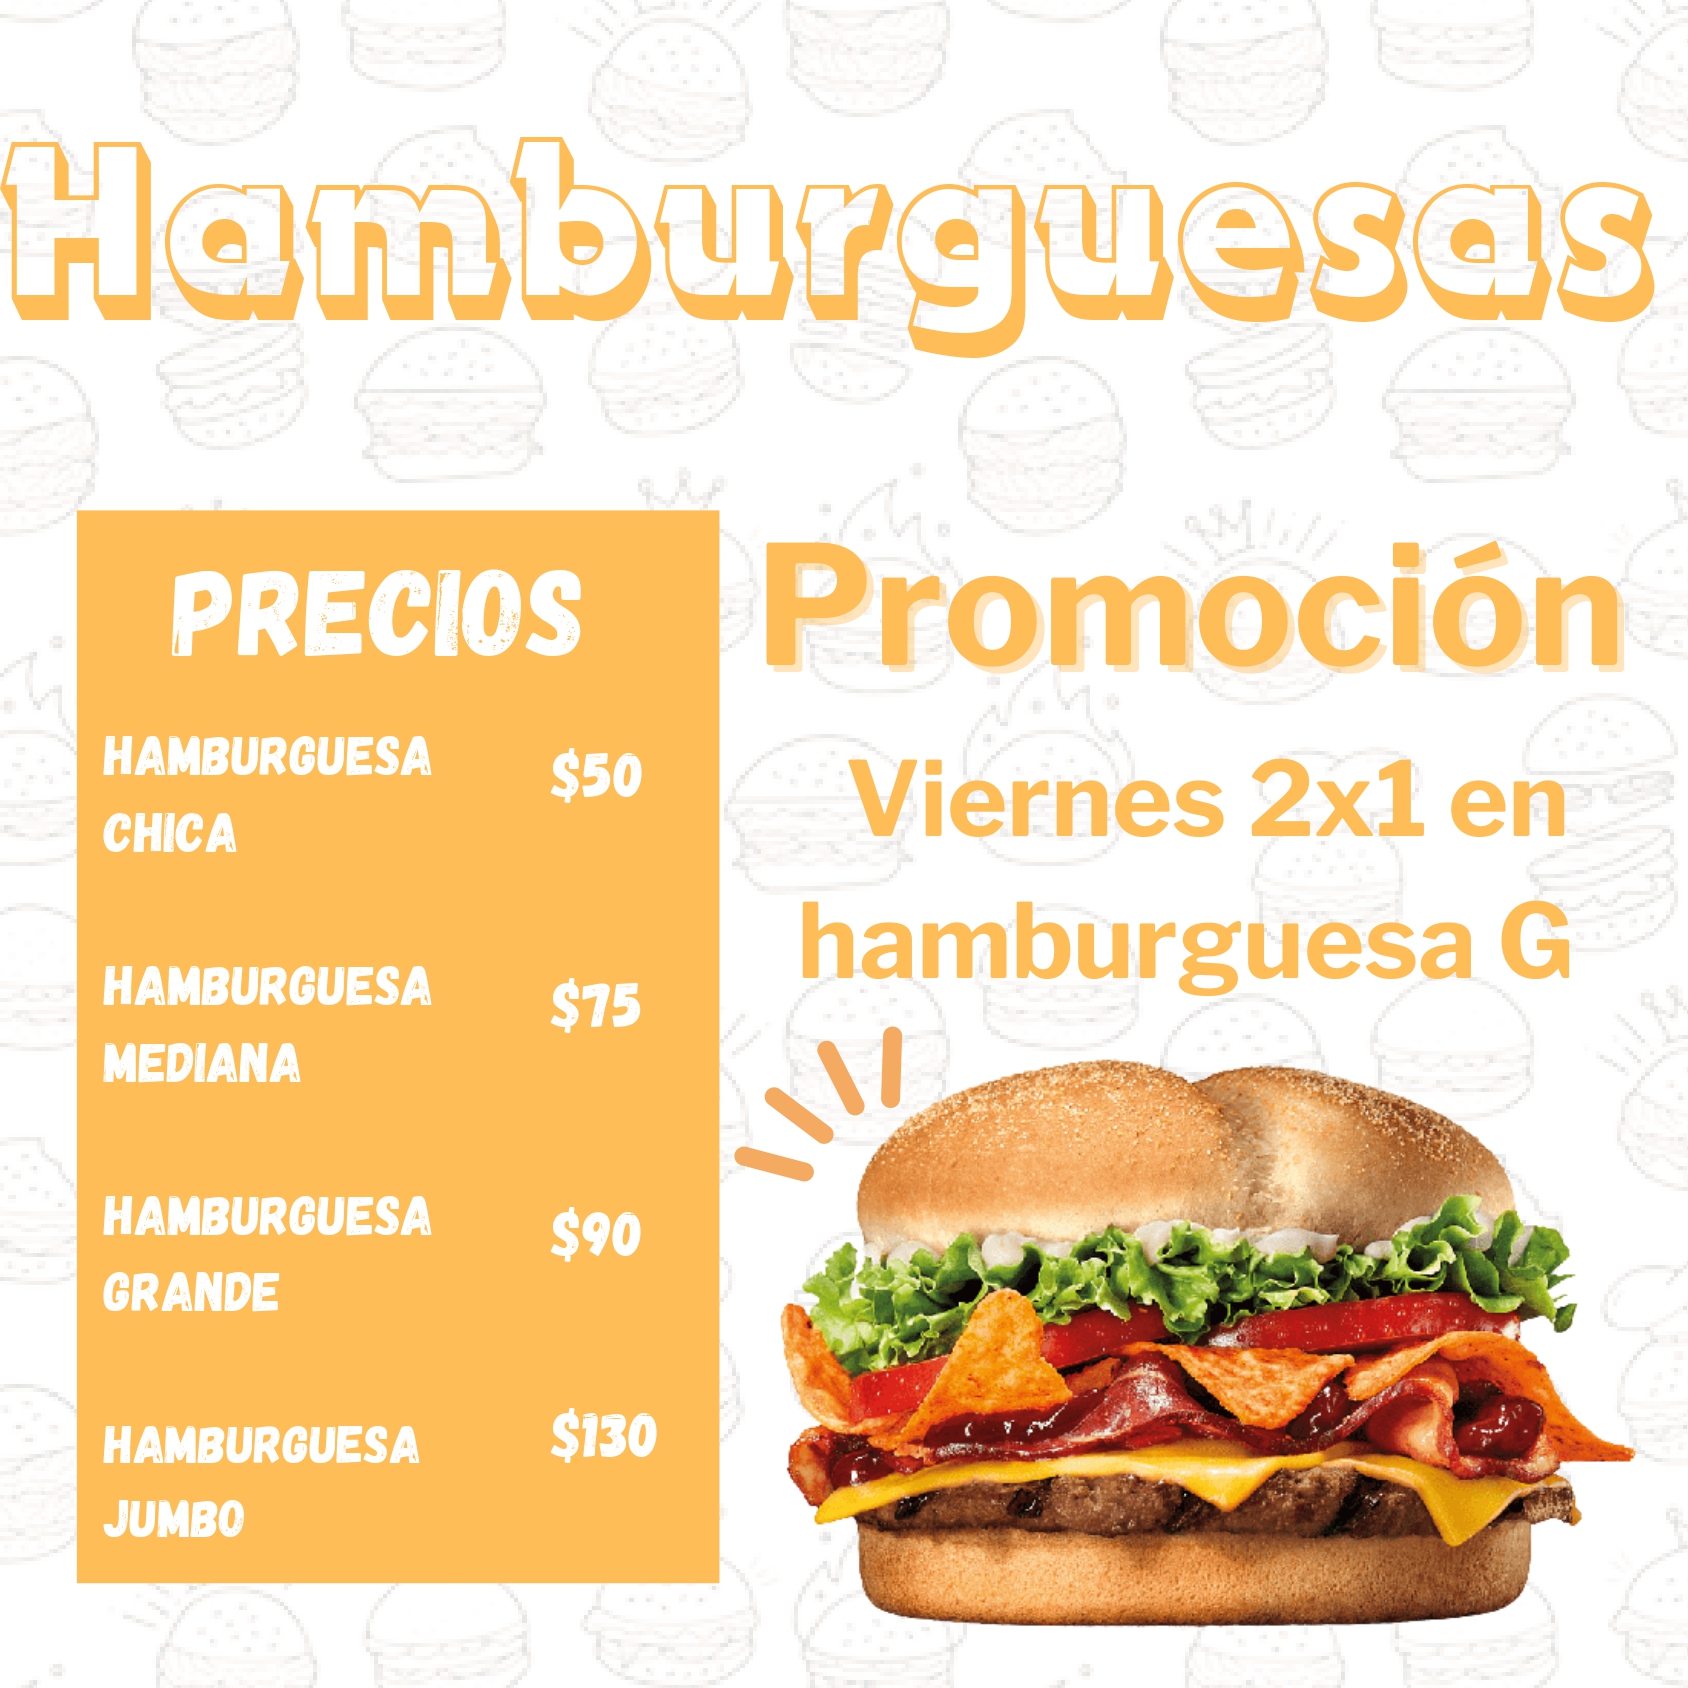 Hamburguesas
PRECIOS
HAMBURGUESA
CHICA
$50
HAMBURGUESA
MEDIANA
$75
HAMBURGUESA
GRANDE
$90
HAMBURGUESA
JUMBO
$130
Promoción
Viernes 2x1 en
hamburguesa G